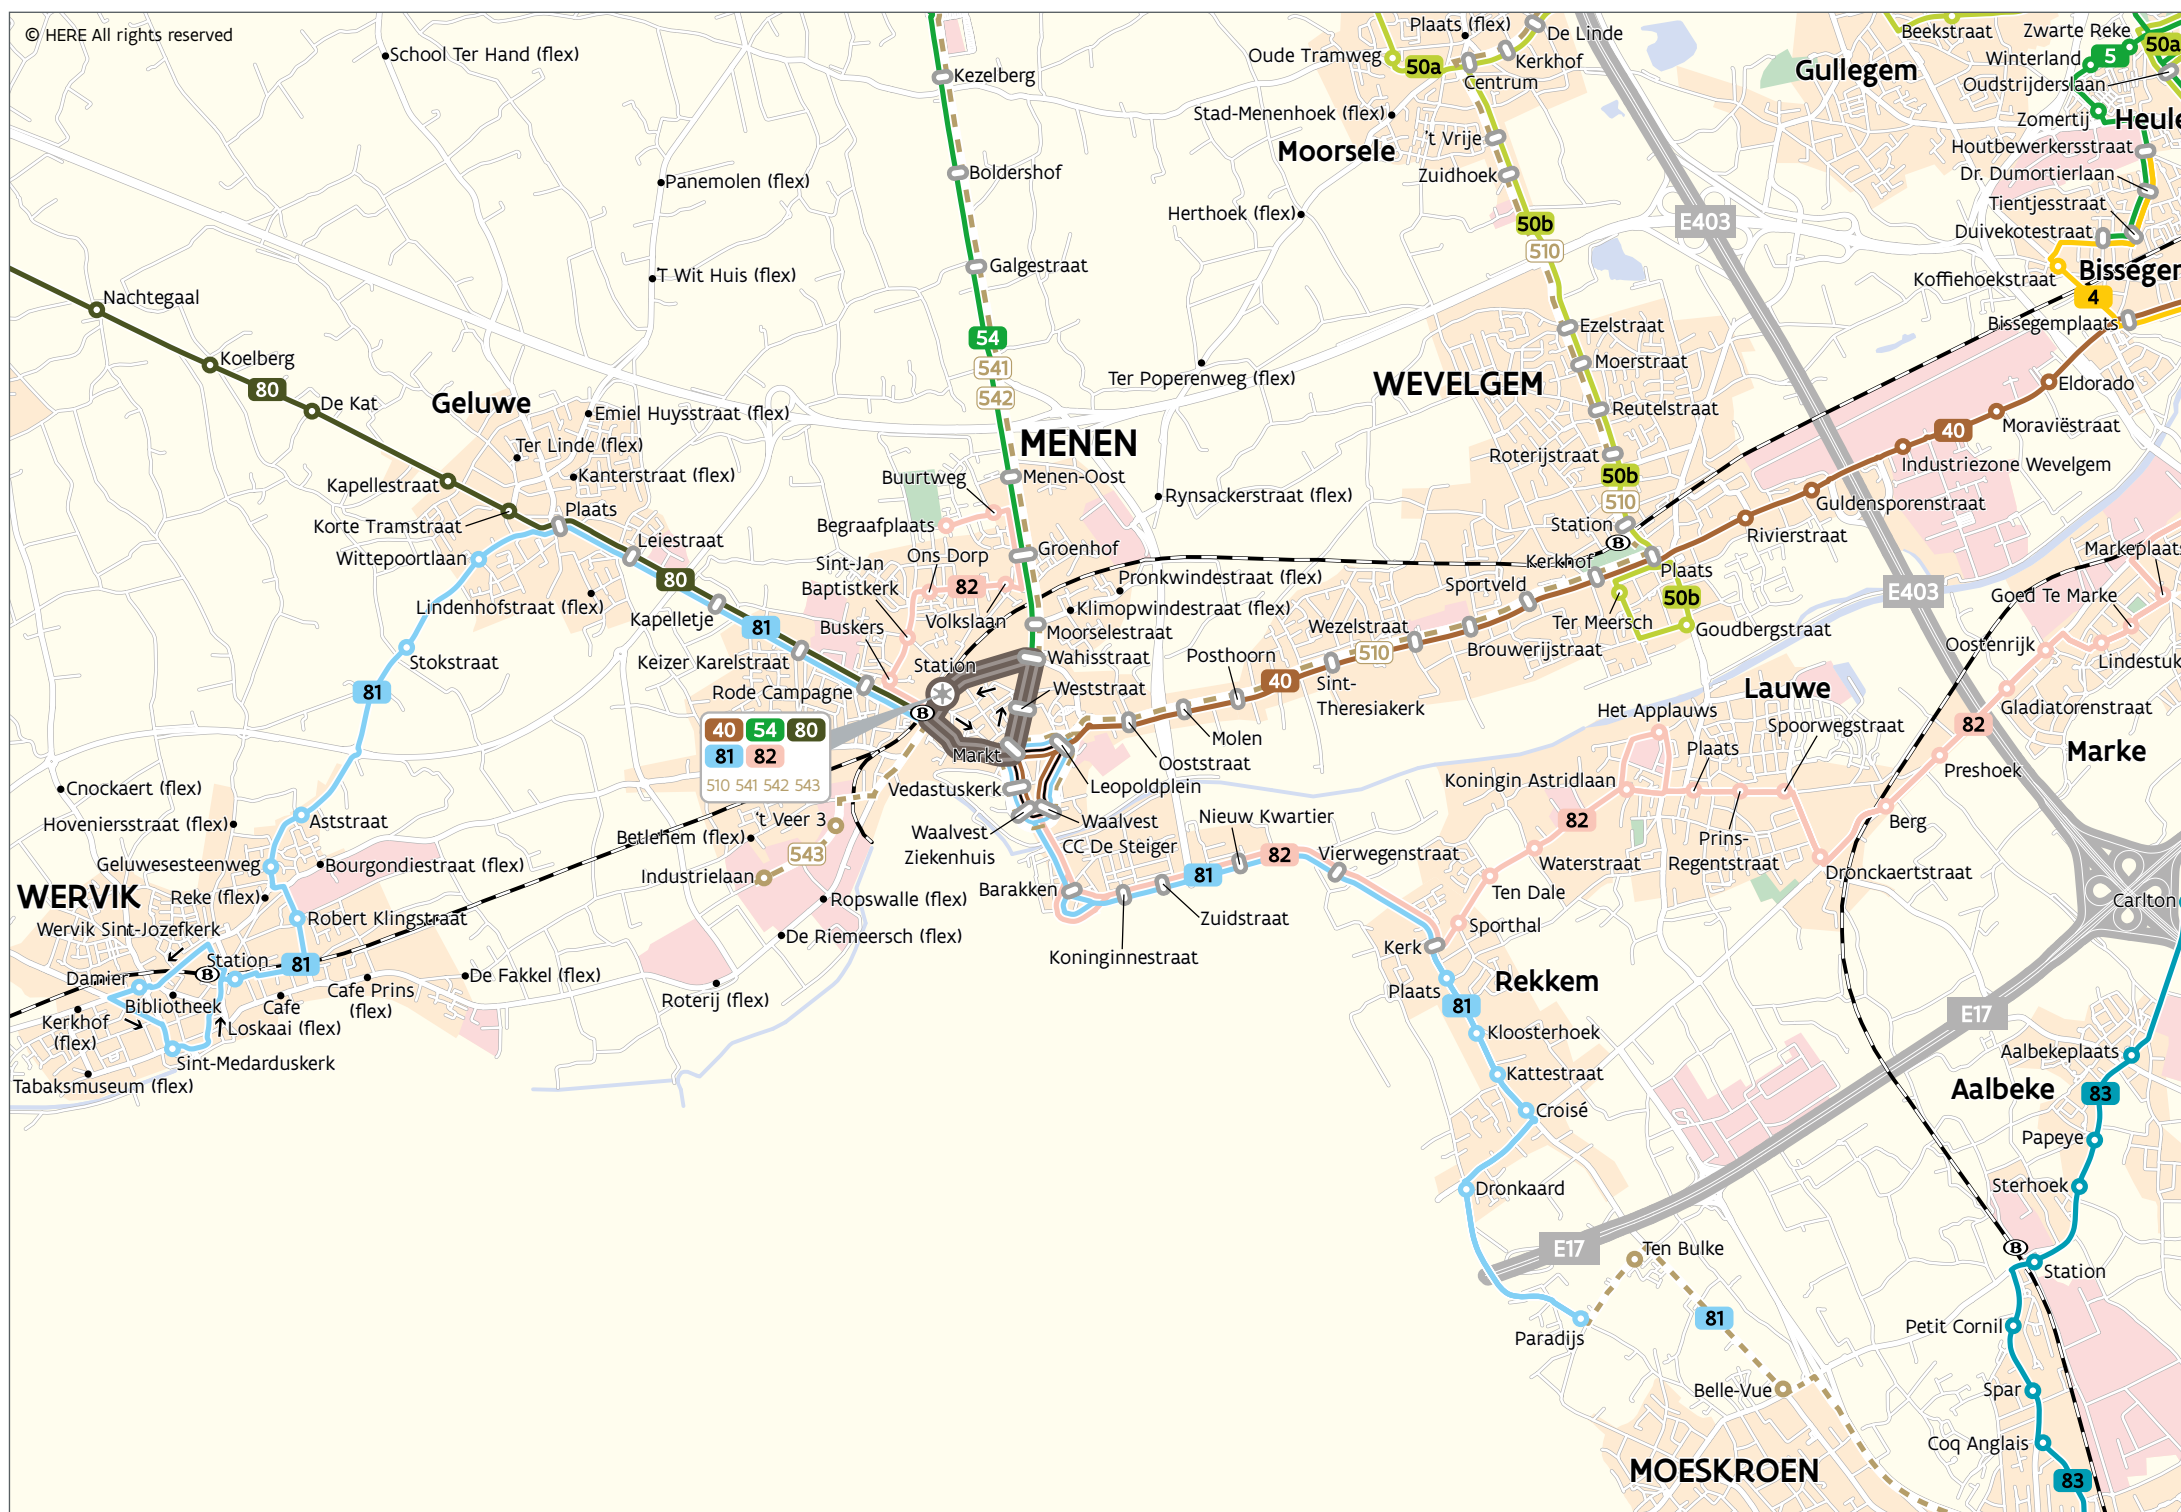 © HERE All rights reserved
School Ter Hand (flex)
Kezelberg
Plaats (flex)
De Linde
Oude Tramweg
50a
Kerkhof
Centrum
Beekstraat
Zwarte Reke
Winterland
5
50a
Gullegem
Oudstrijderslaan
Stad-Menenhoek (flex)
't Vrije
Zomertij
Heule
Moorsele
Houtbewerkersstraat
Boldershof
Zuidhoek
Dr. Dumortierlaan
Panemolen (flex)
Tientjesstraat
Herthoek (flex)
50b
E403
Duivekotestraat
510
Galgestraat
'T Wit Huis (flex)
Koffiehoekstraat
4
Nachtegaal
Bissegemplaats
Ezelstraat
54
Koelberg
541
Moerstraat
80
542
Ter Poperenweg (flex)
WEVELGEM
Eldorado
De Kat
Geluwe
Emiel Huysstraat (flex)
Reutelstraat
Moraviëstraat
40
MENEN
Ter Linde (flex)
Roterijstraat
Kapellestraat
Kanterstraat (flex)
Buurtweg
Menen-Oost
50b
Industriezone Wevelgem
Rynsackerstraat (flex)
510
Guldensporenstraat
Korte Tramstraat
Plaats
Begraafplaats
Station
B
Rivierstraat
Wittepoortlaan
Leiestraat
Sint-Jan
Baptistkerk
Ons Dorp
Groenhof
Kerkhof
Plaats
80
82
Pronkwindestraat (flex)
Sportveld
50b
E403
Goed Te Marke
Lindenhofstraat (flex)
Klimopwindestraat (flex)
Kapelletje
81
Buskers
Volkslaan
Moorselestraat
Wezelstraat
Ter Meersch
Goudbergstraat
Stokstraat
Keizer Karelstraat
Station
Wahisstraat
Posthoorn
510
Brouwerijstraat
Oostenrijk
81
Rode Campagne
Weststraat
40
Sint-
Theresiakerk
Lauwe
Gladiatorenstraat
B
40 54 80
81 82
510 541 542 543
Markt
Molen
Het Applauws
Spoorwegstraat
82
Marke
Plaats
Ooststraat
Preshoek
Cnockaert (flex)
Vedastuskerk
Leopoldplein
Koningin Astridlaan
Hoveniersstraat (flex)
Aststraat
Betlehem (flex)
't Veer 3
Waalvest
Ziekenhuis
Waalvest
CC De Steiger
Nieuw Kwartier
82
Prins-
Regentstraat
Berg
543
82
Vierwegenstraat
Waterstraat
Dronckaertstraat
Geluwesesteenweg
Bourgondiestraat (flex)
Industrielaan
Barakken
81
Ten Dale
WERVIK
Reke (flex)
Ropswalle (flex)
Zuidstraat
Carlton
Wervik Sint-Jozefkerk
Robert Klingstraat
De Riemeersch (flex)
Koninginnestraat
Sporthal
Kerk
Station
81
Damier
B
De Fakkel (flex)
Rekkem
Bibliotheek
Cafe
Cafe Prins
(flex)
Roterij (flex)
Plaats
81
E17
Kerkhof
(flex)
Loskaai (flex)
Kloosterhoek
Sint-Medarduskerk
Aalbekeplaats
Tabaksmuseum (flex)
Kattestraat
Aalbeke
83
Croisé
Papeye
Dronkaard
Sterhoek
E17
Ten Bulke
B
Station
81
Paradijs
Petit Cornil
Belle-Vue
Spar
Coq Anglais
MOESKROEN
83